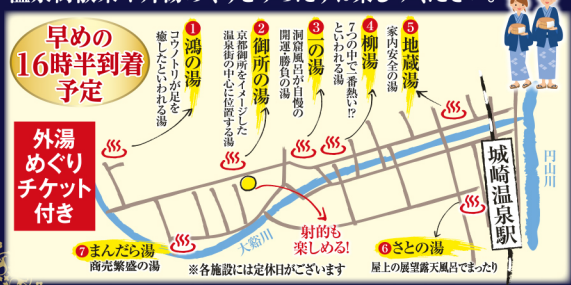 早めの
16時半到着
予定
外湯
めぐり
チケット
付き
❶鴻の湯
コウノトリが足を
癒したといわれる湯
❷御所の湯
京都御所をイメージした
温泉街の中心に位置する湯
❸一の湯
洞窟風呂が自慢の
開運・勝負の湯
❹柳湯
7つの中で一番熱い!?
といわれる湯
❺地蔵湯
家内安全の湯
城崎温泉駅
円山川
大谿川
射的も
楽しめる!
❻さとの湯
屋上の展望露天風呂でまったり
❼まんだら湯
商売繁盛の湯
※各施設には定休日がございます